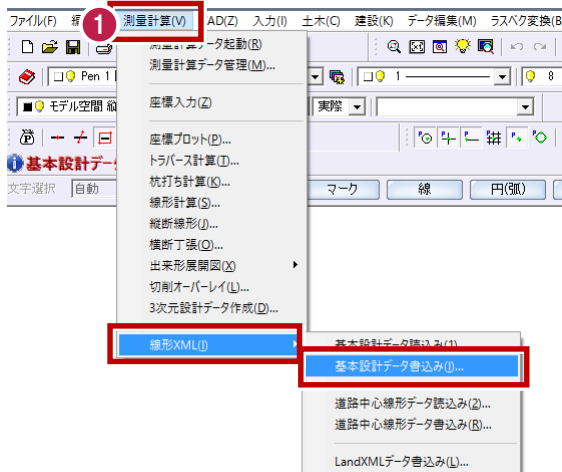 ファイル(F) 測量計算(V) AD(Z) 入力(I) 土木(C) 建設(K) データ編集(M) ラスベク変換(B
1
測量計算データ起動(R)
測量計算データ管理(M)...
Pen 1
1
8
座標入力(Z)
モデル空間
実際
座標プロット(P)...
トラバース計算(T)...
基本設計データ
杭打ち計算(K)...
文字選択 自動
マーク 線 円(弧)
線形計算(S)...
縦断線形(J)...
横断丁張(O)...
出来形展開図(X)
切削オーバーレイ(L)...
3次元設計データ作成(D)...
線形XML(I)
基本設計データ読込み(1)...
基本設計データ書込み(I)...
道路中心線形データ読込み(2)...
道路中心線形データ書込み(R)...
LandXMLデータ書込み(L)...